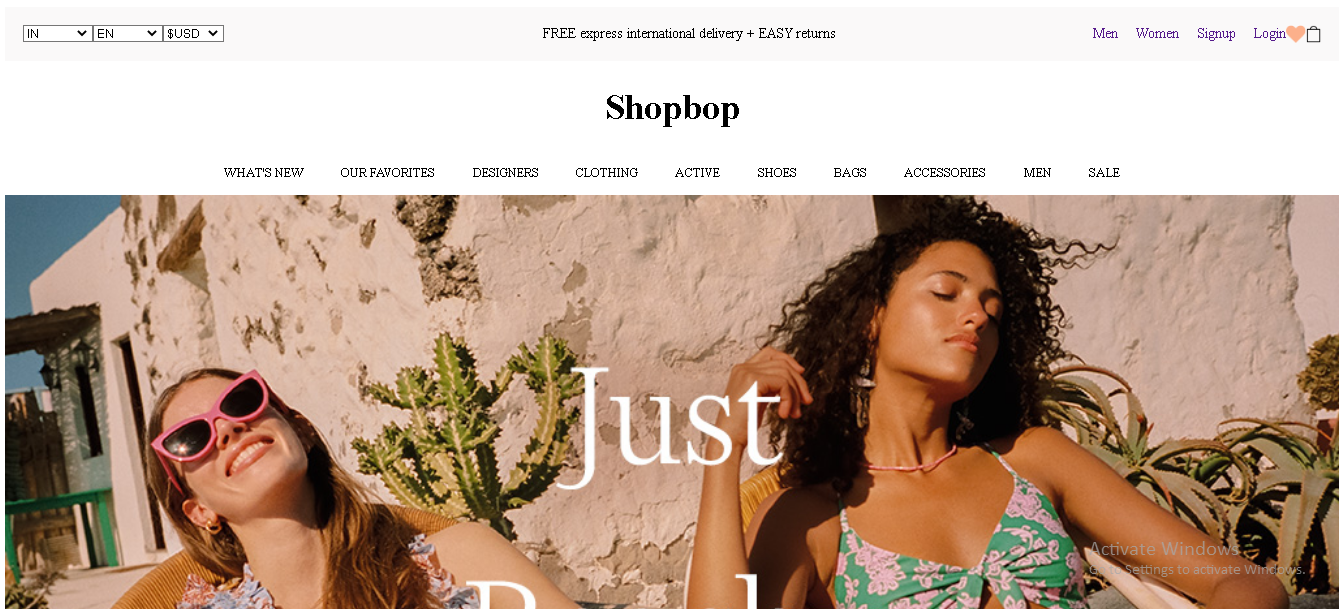 IN EN $USD FREE express international delivery + EASY returns Men Women Signup Login
Shopbop
WHAT'S NEW OUR FAVORITES DESIGNERS CLOTHING ACTIVE SHOES BAGS ACCESSORIES MEN SALE
Just
Activate Windows
Go to Settings to activate Windows.